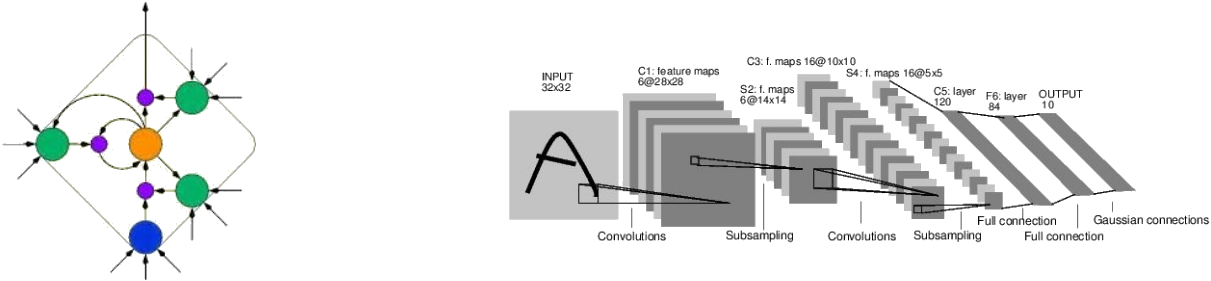 INPUT
32x32
C1: feature maps
6@28x28
S2: f. maps
6@14x14
C3: f. maps 16@10x10
S4: f. maps 16@5x5
C5: layer
120
F6: layer
84
OUTPUT
10
Convolutions
Subsampling
Convolutions
Subsampling
Full connection
Full connection
Gaussian connections